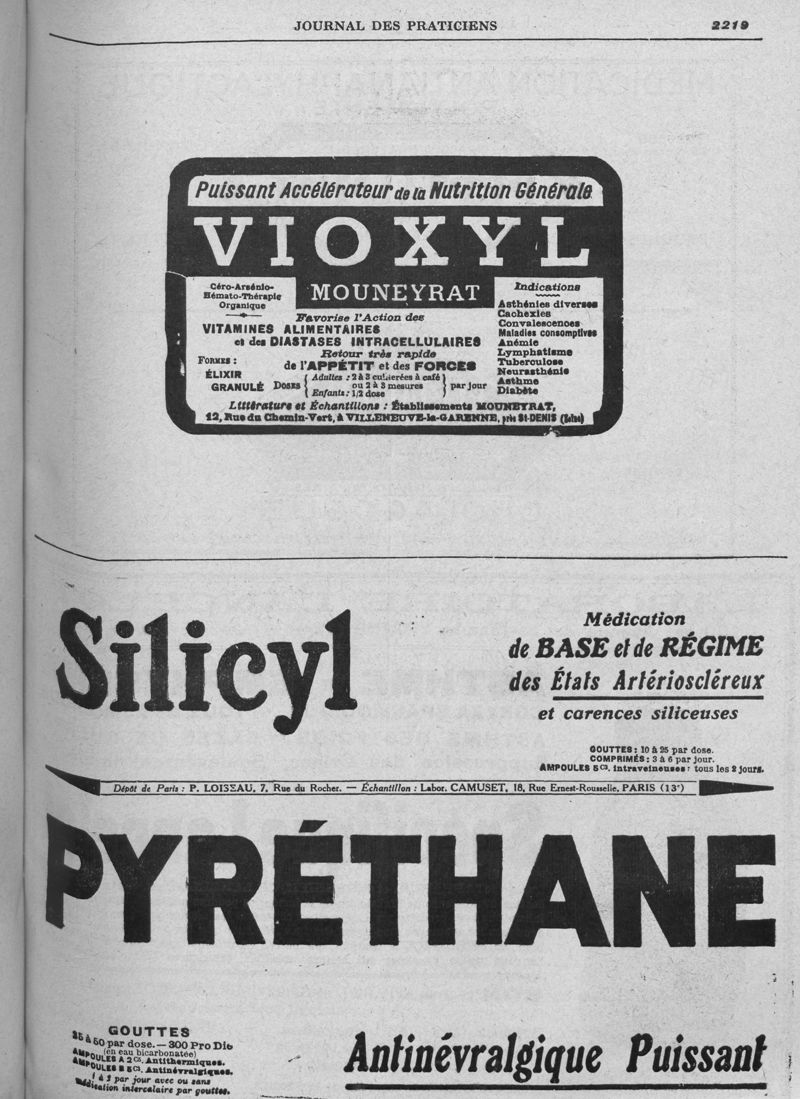 JOURNAL DES PRATICIENS 2219
Puissant Accélérateur de la Nutrition Générale
VIOXYL
MOUNEYRAT
Céro-Arsénio-
Hémato-Thérapie
Organique
Favorise l'Action des
VITAMINES ALIMENTAIRES
et des DIASTASES INTRACELLULAIRES
Retour très rapide
de l'APPÉTIT et des FORCES
FORMES :
ÉLIXIR
GRANULÉ
DOSES
Adultes : 2 à 3 cuillerées à café
ou 2 à 3 mesures
Enfants : 1/2 dose
par jour
Indications
Asthénies diverses
Cachexies
Convalescences
Maladies consomptives
Anémie
Lymphatisme
Tuberculose
Neurasthénie
Asthme
Diabète
Littérature et Échantillons : Établissements MOUNEYRAT,
12, Rue du Chemin-Vert, à VILLENEUVE-la-GARENNE, près St-DENIS (Seine)
Silicyl
Médication
de BASE et de RÉGIME
des États Artérioscléreux
et carences siliceuses
GOUTTES : 10 à 25 par dose.
COMPRIMÉS : 3 à 6 par jour.
AMPOULES 5 cs. intraveineuses : tous les 2 jours.
Dépôt de Paris : P. LOISEAU, 7, Rue du Rocher. — Échantillon : Labor. CAMUSET, 18, Rue Ernest-Rousselle, PARIS (13ᵉ)
PYRÉTHANE
GOUTTES
25 à 50 par dose. — 300 Pro Die
(en eau bicarbonatée)
AMPOULES A 2 cs. Antithermiques.
AMPOULES B 5 cs. Antinévralgiques.
1 à 2 par jour avec ou sans
médication intercalaire par gouttes.
Antinévralgique Puissant